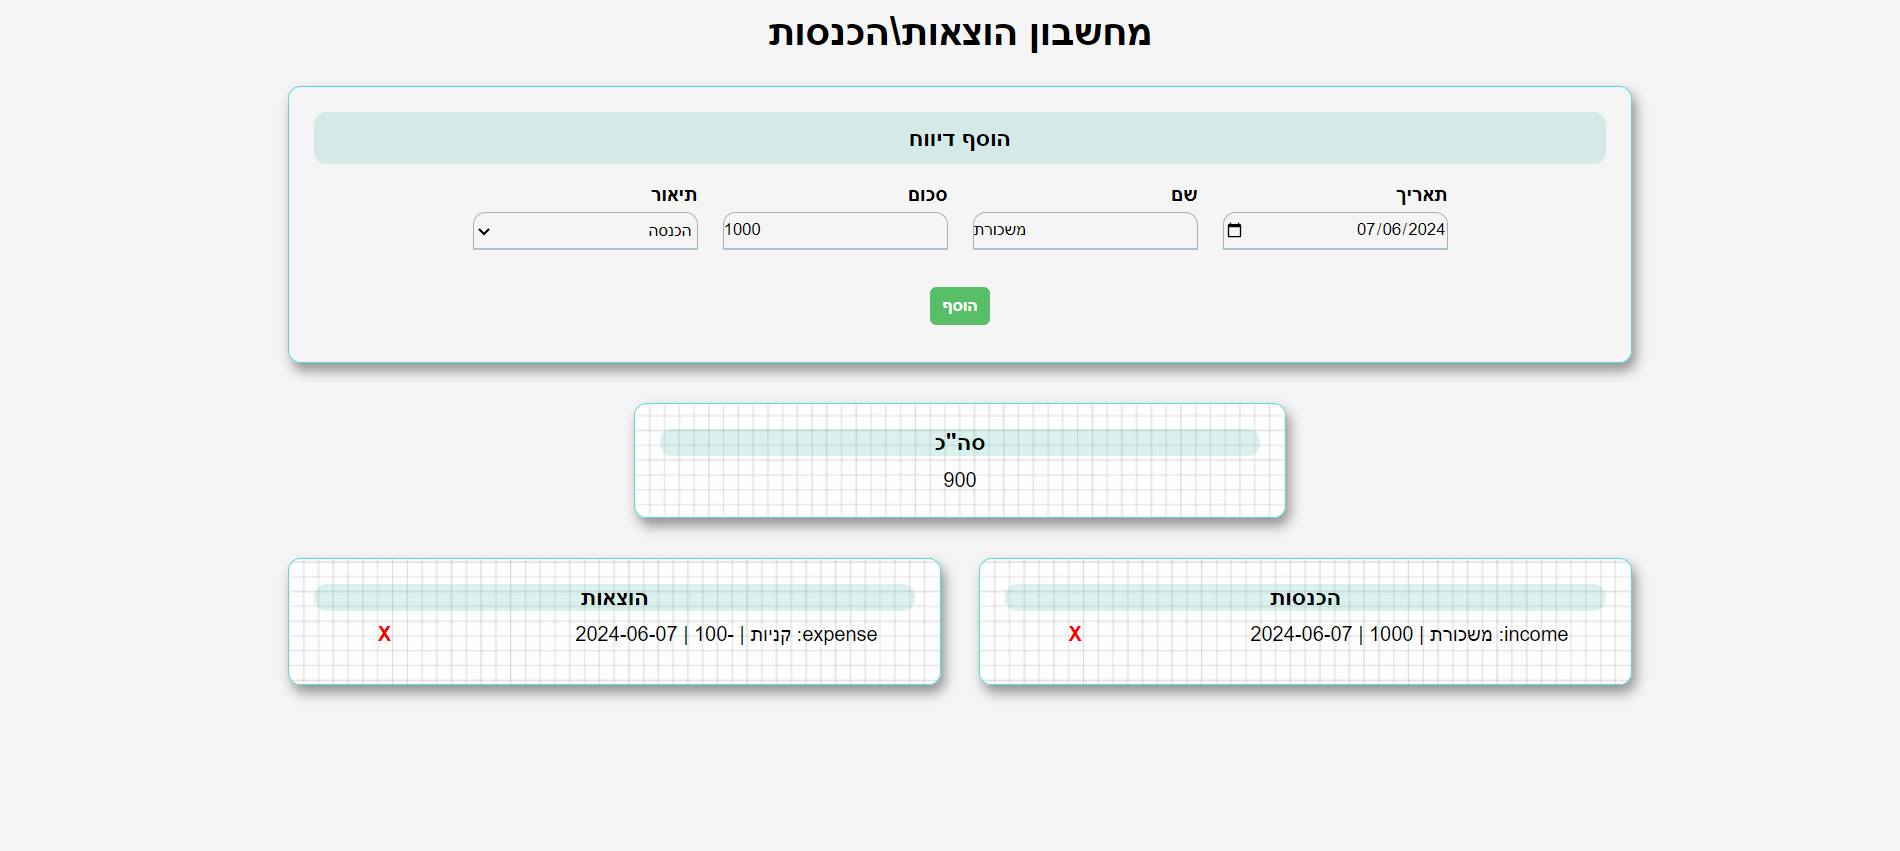 מחשבון הוצאות\הכנסות
הוסף דיווח
תאריך
שם
סכום
תיאור
07/06/2024
משכורת
1000
הכנסה
הוסף
סה"כ
900
הכנסות
income: משכורת | 1000 | 2024-06-07
X
הוצאות
expense: קניות | -100 | 2024-06-07
X